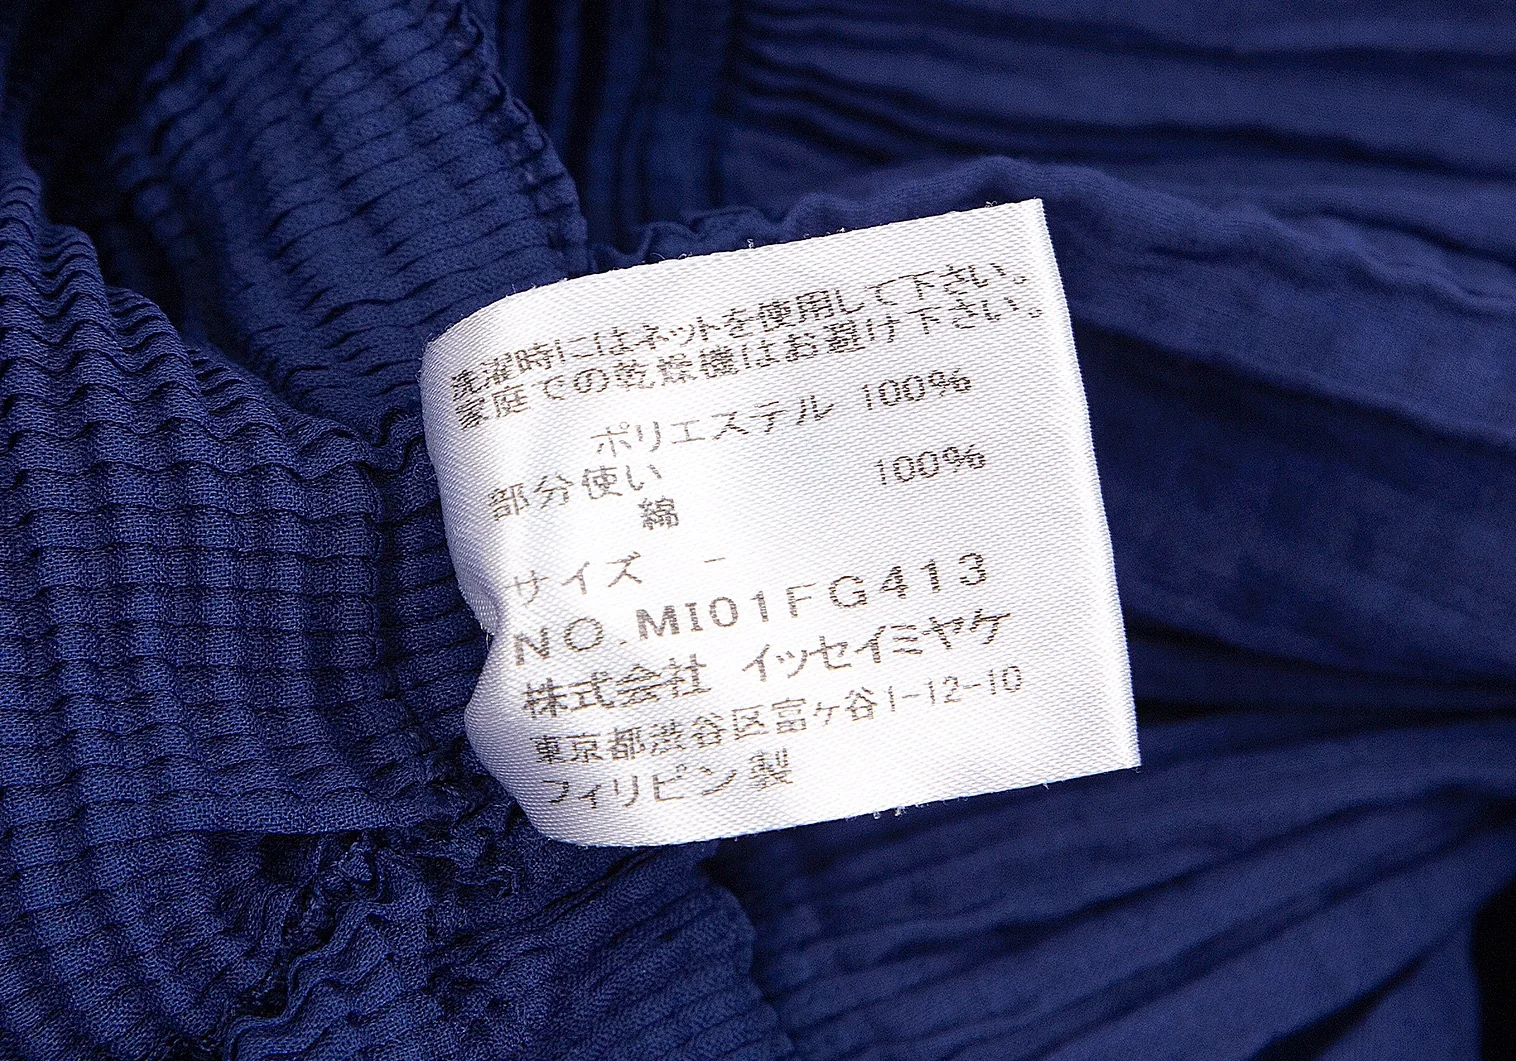 洗濯時にはネットを使用して下さい。
家庭での乾燥機はお避け下さい。
ポリエステル 100%
部分使い
綿 100%
サイズ -
NO.MI01FG413
株式会社 イッセイミヤケ
東京都渋谷区富ヶ谷1-12-10
フィリピン製